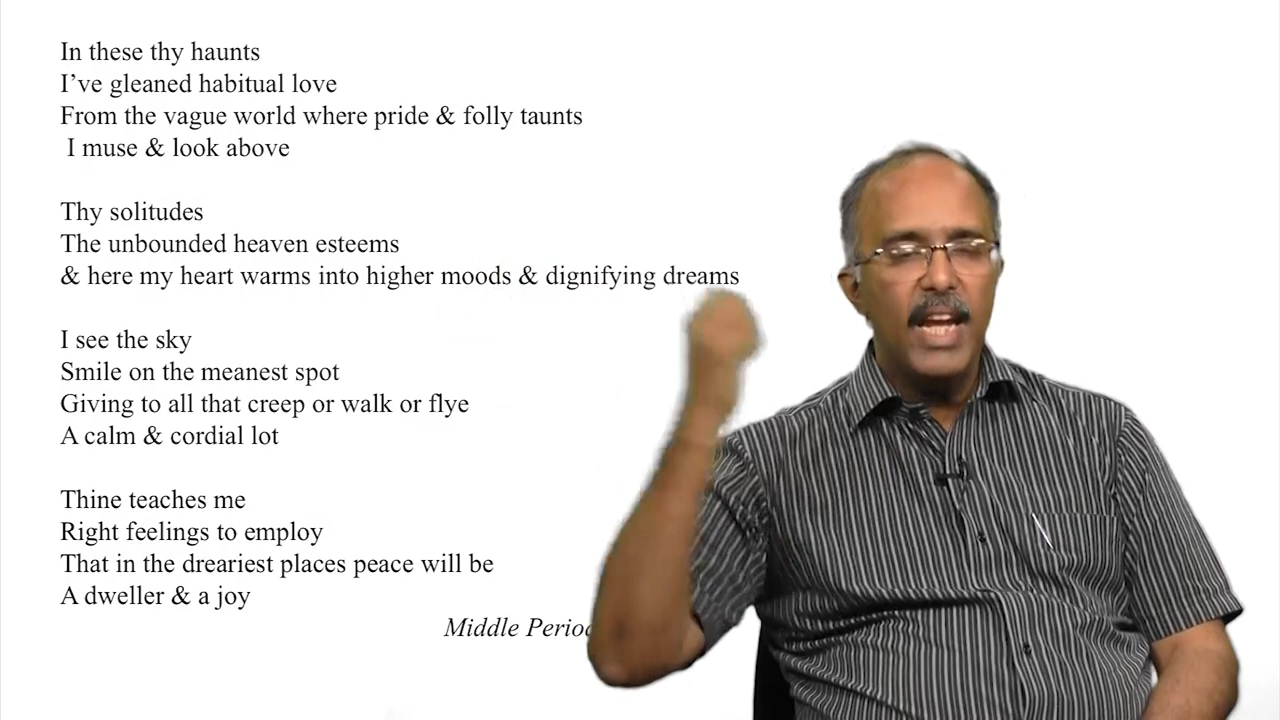 In these thy haunts
I've gleaned habitual love
From the vague world where pride & folly taunts
I muse & look above
Thy solitudes
The unbounded heaven esteems
& here my heart warms into higher moods & dignifying dreams
I see the sky
Smile on the meanest spot
Giving to all that creep or walk or flye
A calm & cordial lot
Thine teaches me
Right feelings to employ
That in the dreariest places peace will be
A dweller & a joy
Middle